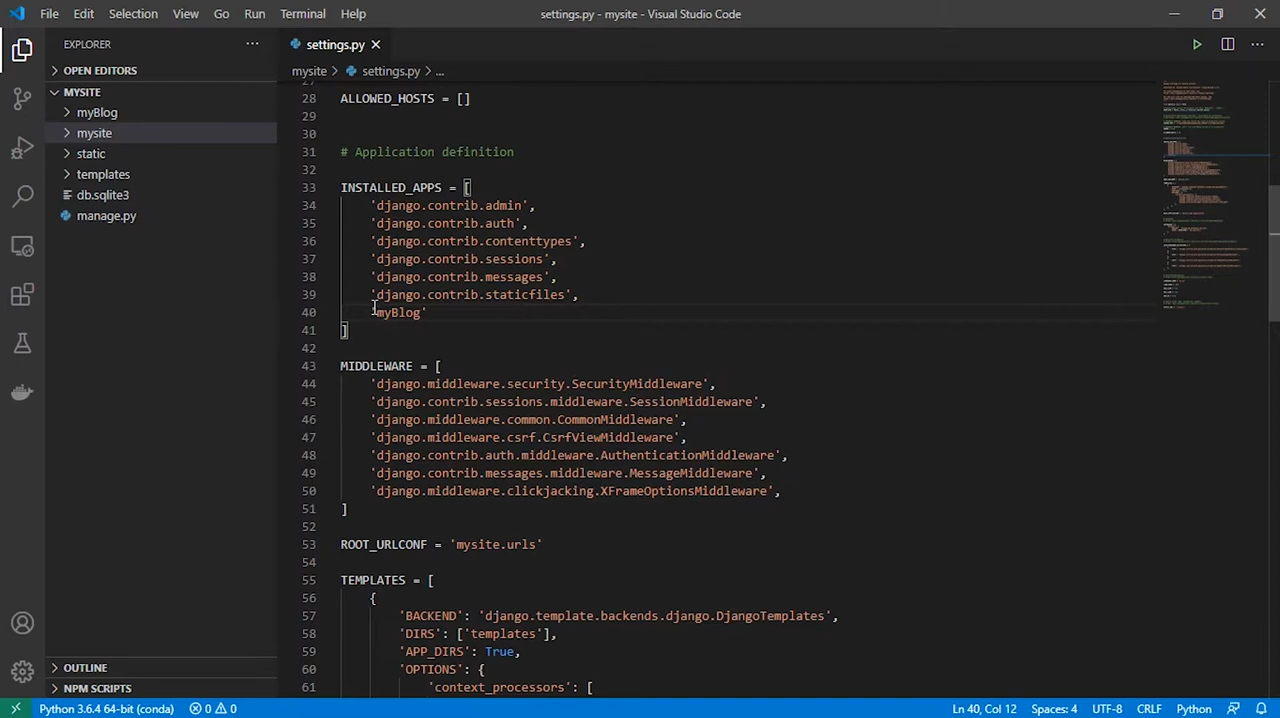 File Edit Selection View Go Run Terminal Help settings.py - mysite - Visual Studio Code
EXPLORER
settings.py
OPEN EDITORS
MYSITE
myBlog
mysite
static
templates
db.sqlite3
manage.py
OUTLINE
NPM SCRIPTS
mysite > settings.py > ...
28 ALLOWED_HOSTS = []
29
30
31 # Application definition
32
33 INSTALLED_APPS = [
34 'django.contrib.admin',
35 'django.contrib.auth',
36 'django.contrib.contenttypes',
37 'django.contrib.sessions',
38 'django.contrib.messages',
39 'django.contrib.staticfiles',
40 'myBlog'
41 ]
42
43 MIDDLEWARE = [
44 'django.middleware.security.SecurityMiddleware',
45 'django.contrib.sessions.middleware.SessionMiddleware',
46 'django.middleware.common.CommonMiddleware',
47 'django.middleware.csrf.CsrfViewMiddleware',
48 'django.contrib.auth.middleware.AuthenticationMiddleware',
49 'django.contrib.messages.middleware.MessageMiddleware',
50 'django.middleware.clickjacking.XFrameOptionsMiddleware',
51 ]
52
53 ROOT_URLCONF = 'mysite.urls'
54
55 TEMPLATES = [
56 {
57 'BACKEND': 'django.template.backends.django.DjangoTemplates',
58 'DIRS': ['templates'],
59 'APP_DIRS': True,
60 'OPTIONS': {
61 'context_processors': [
Python 3.6.4 64-bit (conda) 0 0 Ln 40, Col 12 Spaces: 4 UTF-8 CRLF Python